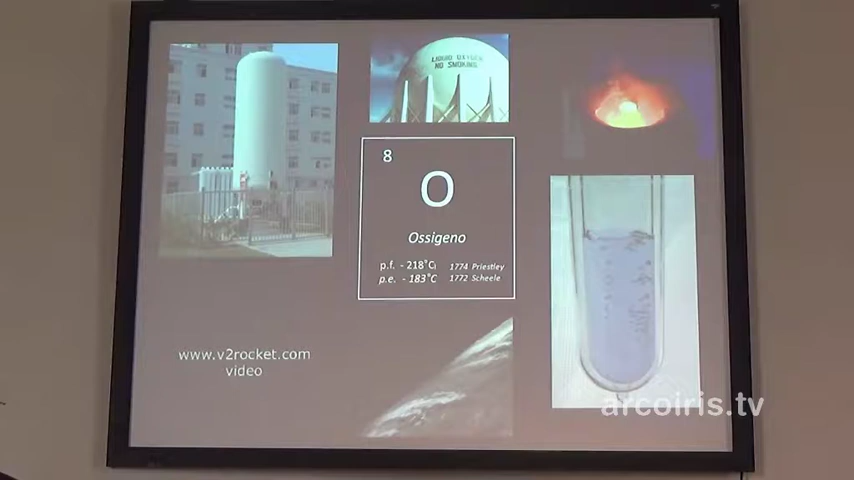 LIQUID OXYGEN
NO SMOKING
8
O
Ossigeno
p.f. - 218°C
1774 Priestley
p.e. - 183°C
1772 Scheele
www.v2rocket.com
video
arcoiris.tv